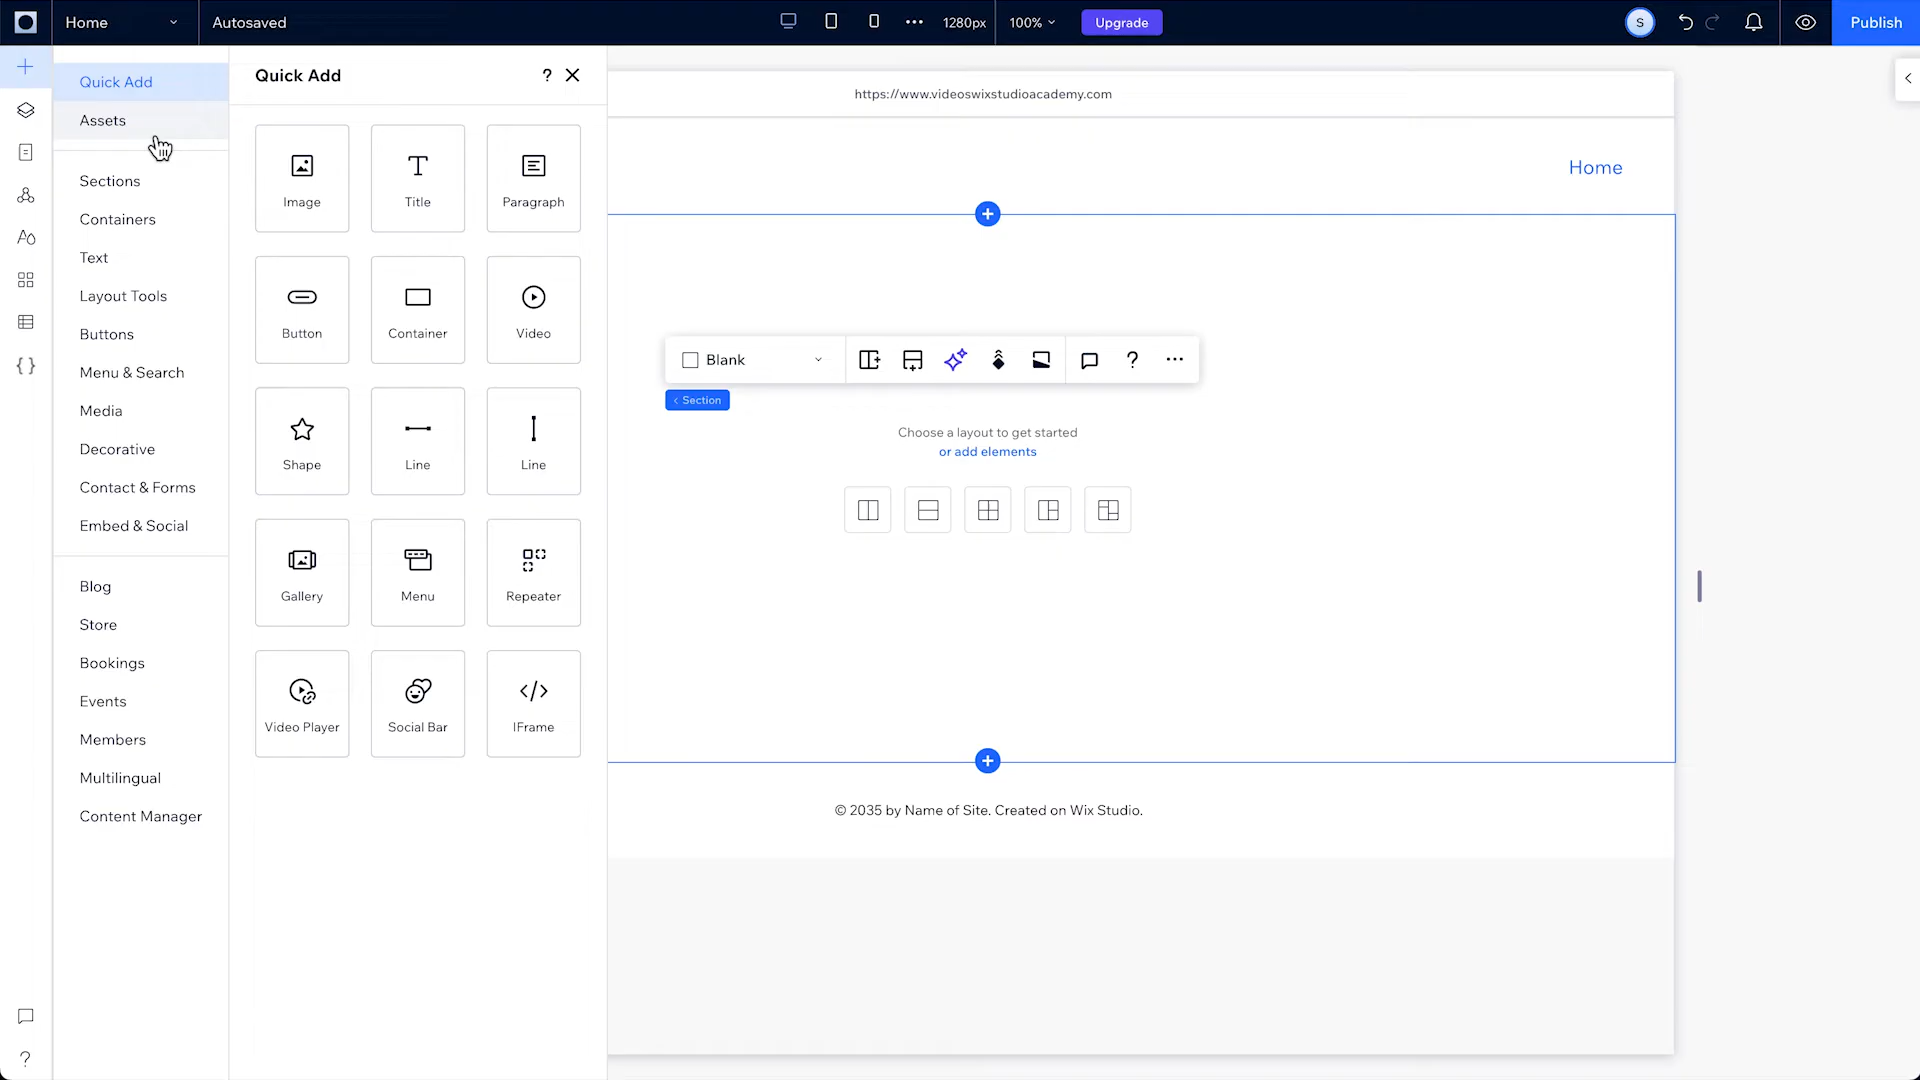 Home
Autosaved
1280px
100%
Upgrade
S
Publish
Quick Add
Assets
Sections
Containers
Text
Layout Tools
Buttons
Menu & Search
Media
Decorative
Contact & Forms
Embed & Social
Blog
Store
Bookings
Events
Members
Multilingual
Content Manager
?
Quick Add
?
Image
Title
Paragraph
Button
Container
Video
Shape
Line
Line
Gallery
Menu
Repeater
Video Player
Social Bar
IFrame
https://www.videoswixstudioacademy.com
Home
Blank
?
< Section
Choose a layout to get started
or add elements
© 2035 by Name of Site. Created on Wix Studio.